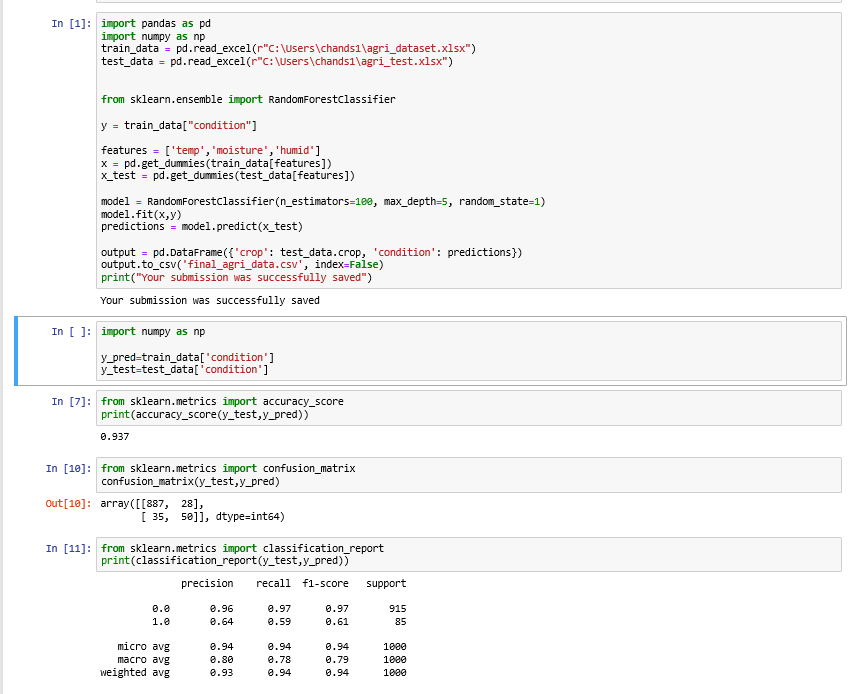 In [1]: import pandas as pd
import numpy as np
train_data = pd.read_excel(r"C:\Users\chands1\agri_dataset.xlsx")
test_data = pd.read_excel(r"C:\Users\chands1\agri_test.xlsx")
from sklearn.ensemble import RandomForestClassifier
y = train_data["condition"]
features = ['temp','moisture','humid']
x = pd.get_dummies(train_data[features])
x_test = pd.get_dummies(test_data[features])
model = RandomForestClassifier(n_estimators=100, max_depth=5, random_state=1)
model.fit(x,y)
predictions = model.predict(x_test)
output = pd.DataFrame({'crop': test_data.crop, 'condition': predictions})
output.to_csv('final_agri_data.csv', index=False)
print("Your submission was successfully saved")
Your submission was successfully saved
In [ ]: import numpy as np
y_pred=train_data['condition']
y_test=test_data['condition']
In [7]: from sklearn.metrics import accuracy_score
print(accuracy_score(y_test,y_pred))
0.937
In [10]: from sklearn.metrics import confusion_matrix
confusion_matrix(y_test,y_pred)
Out[10]: array([[887, 28],
[ 35, 50]], dtype=int64)
In [11]: from sklearn.metrics import classification_report
print(classification_report(y_test,y_pred))
precision recall f1-score support
0.0 0.96 0.97 0.97 915
1.0 0.64 0.59 0.61 85
micro avg 0.94 0.94 0.94 1000
macro avg 0.80 0.78 0.79 1000
weighted avg 0.93 0.94 0.94 1000